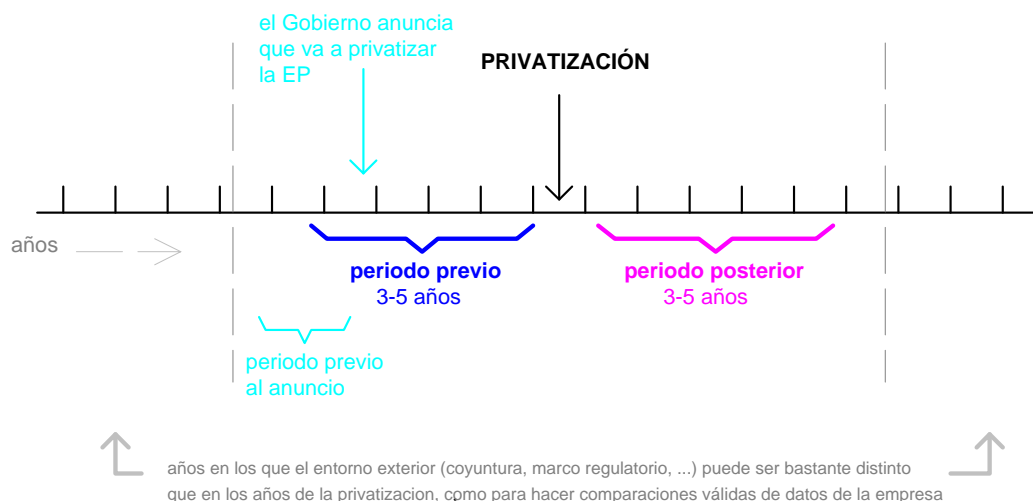 el Gobierno anuncia
que va a privatizar
la EP
PRIVATIZACIÓN
años
periodo previo
3-5 años
periodo posterior
3-5 años
periodo previo
al anuncio
años en los que el entorno exterior (coyuntura, marco regulatorio, ...) puede ser bastante distinto
que en los años de la privatizacion, como para hacer comparaciones válidas de datos de la empresa